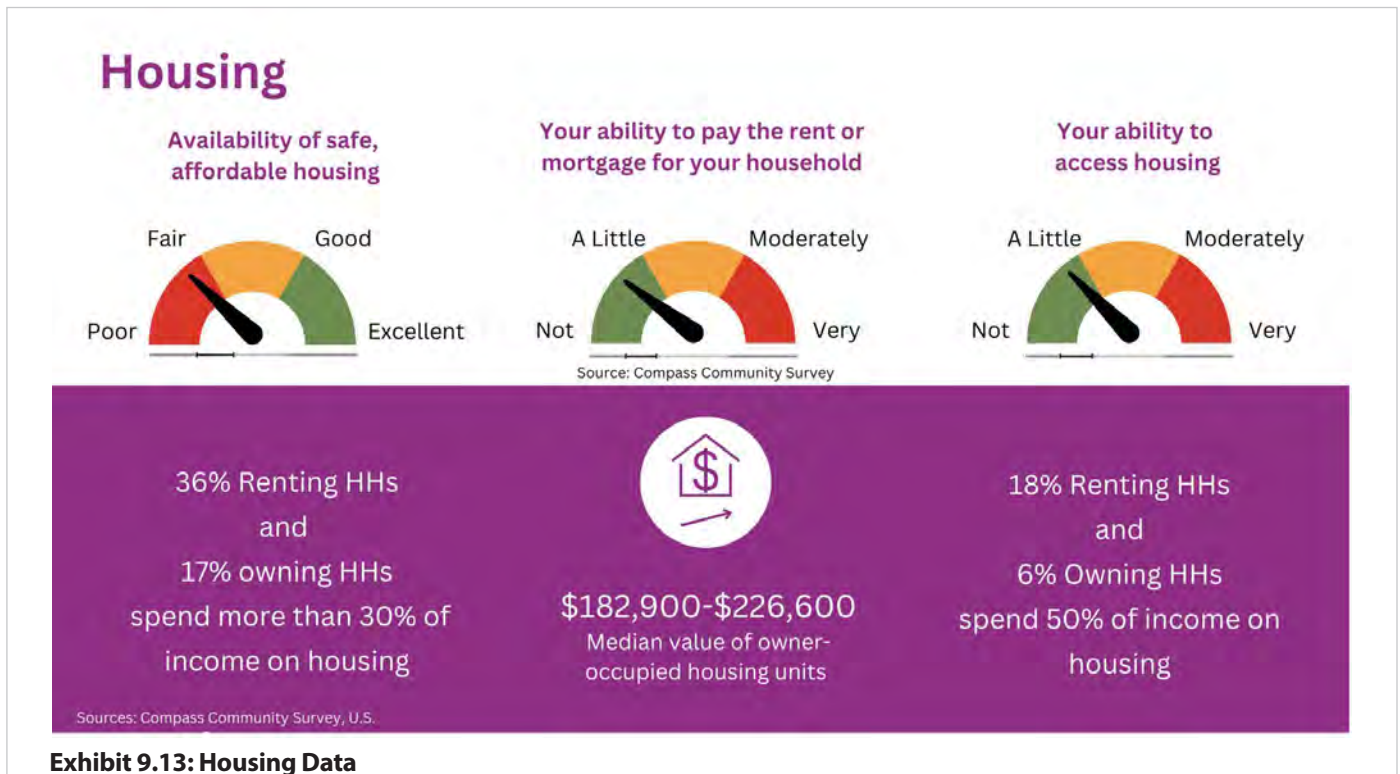 Housing
Availability of safe,
affordable housing
Fair
Good
Poor
Excellent
Your ability to pay the rent or
mortgage for your household
A Little
Moderately
Not
Very
Source: Compass Community Survey
Your ability to
access housing
A Little
Moderately
Not
Very
36% Renting HHs
and
17% owning HHs
spend more than 30% of
income on housing
$
$182,900-$226,600
Median value of owner-
occupied housing units
18% Renting HHs
and
6% Owning HHs
spend 50% of income on
housing
Sources: Compass Community Survey, U.S.
Exhibit 9.13: Housing Data